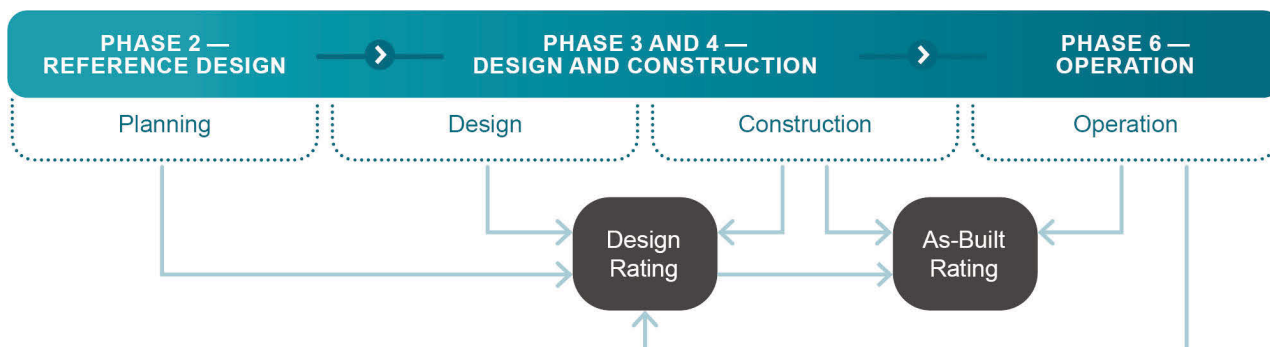 PHASE 2 —
REFERENCE DESIGN
PHASE 3 AND 4 —
DESIGN AND CONSTRUCTION
PHASE 6 —
OPERATION
Planning
Design
Construction
Operation
Design
Rating
As-Built
Rating